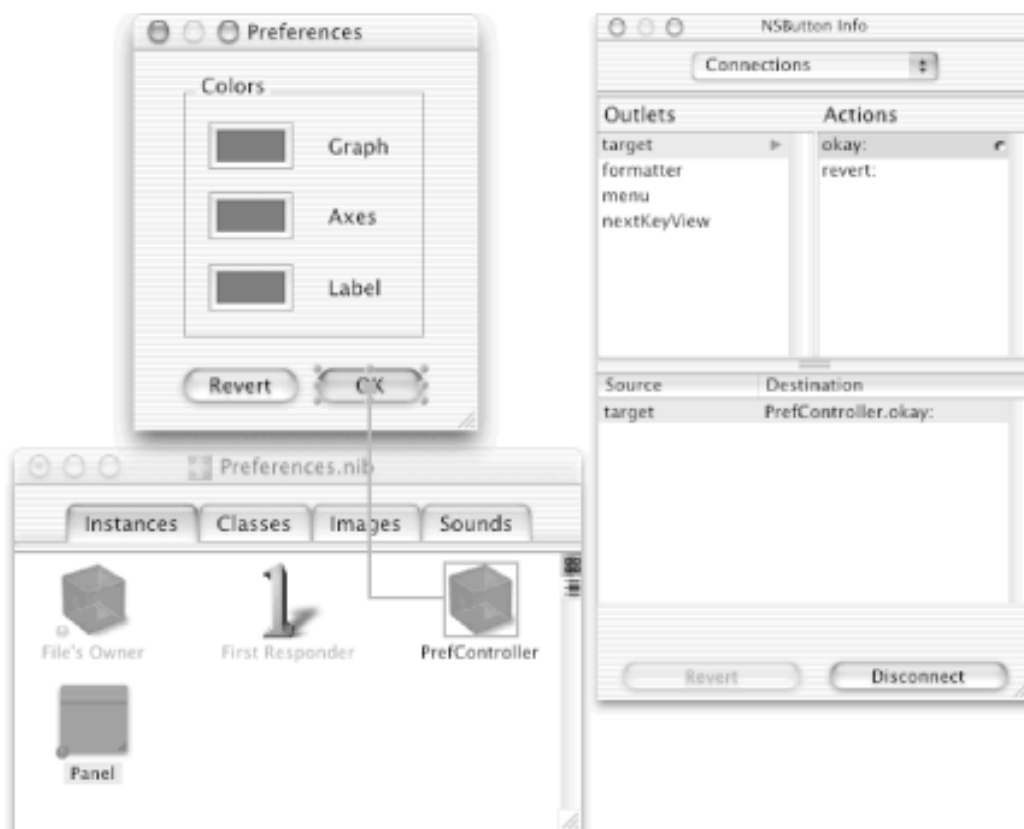 Preferences
Colors
Graph
Axes
Label
Revert
OK
Preferences.nib
Instances Classes Images Sounds
File's Owner First Responder PrefController
Panel
NSButton Info
Connections
Outlets Actions
target okay:
formatter revert:
menu
nextKeyView
Source Destination
target PrefController.okay:
Revert Disconnect